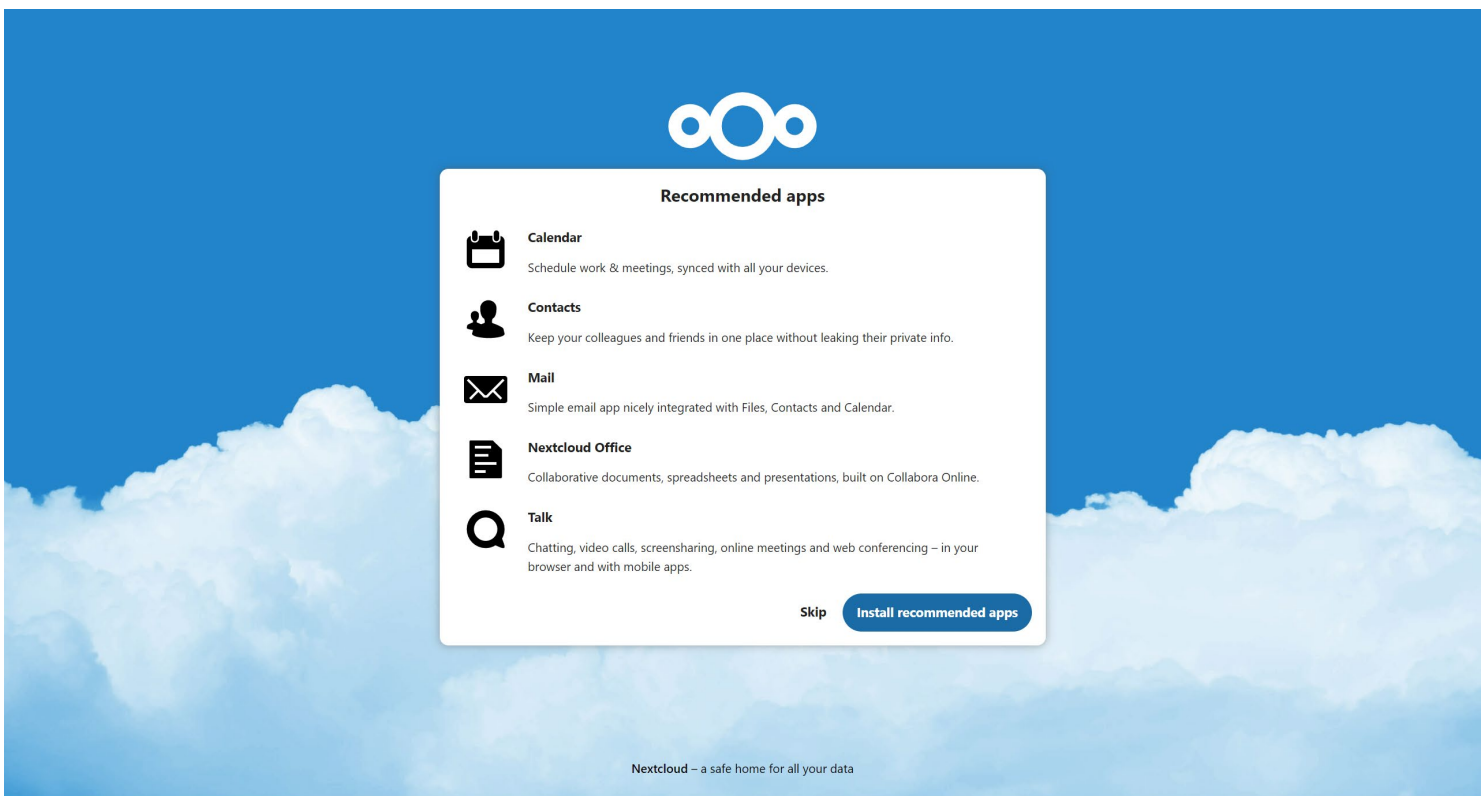 Recommended apps
Calendar
Schedule work & meetings, synced with all your devices.
Contacts
Keep your colleagues and friends in one place without leaking their private info.
Mail
Simple email app nicely integrated with Files, Contacts and Calendar.
Nextcloud Office
Collaborative documents, spreadsheets and presentations, built on Collabora Online.
Talk
Chatting, video calls, screensharing, online meetings and web conferencing – in your
browser and with mobile apps.
Skip Install recommended apps
Nextcloud – a safe home for all your data